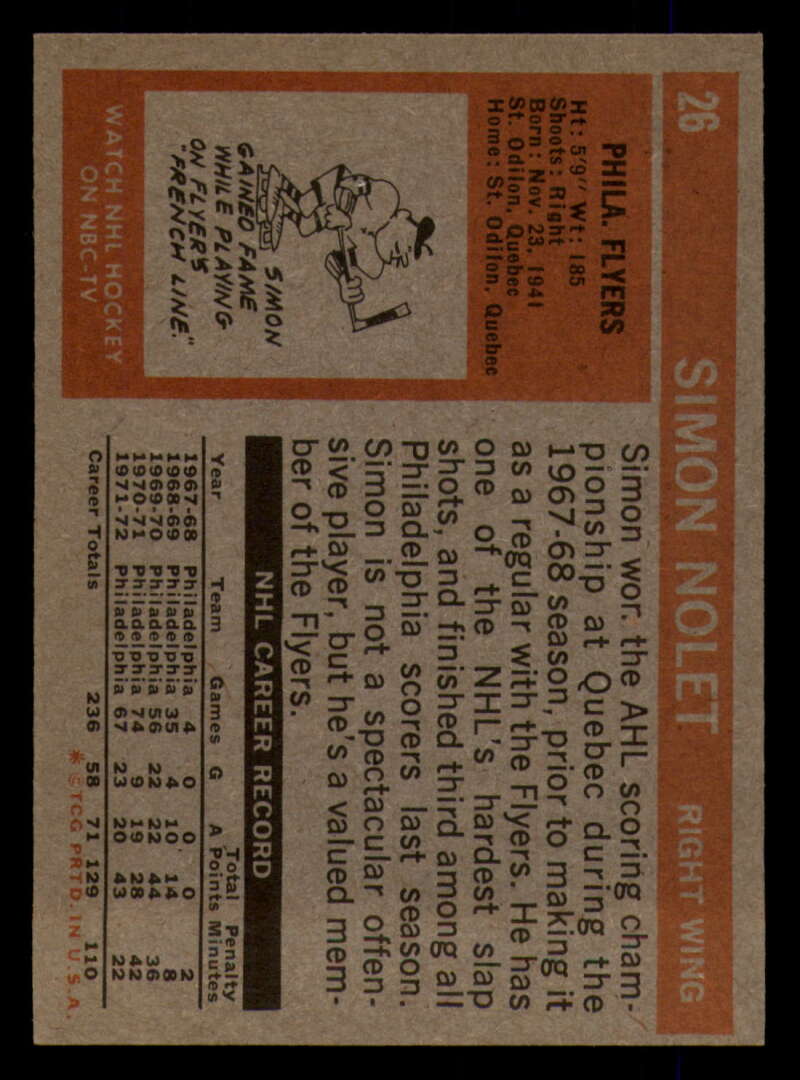 26 SIMON NOLET RIGHT WING
PHILA. FLYERS
Ht: 5'9" Wt: 185
Shoots: Right
Born: Nov. 23, 1941
St. Odilon, Quebec
Home: St. Odilon, Quebec
SIMON
GAINED FAME
WHILE PLAYING
ON FLYERS
"FRENCH LINE."
WATCH NHL HOCKEY
ON NBC-TV
Simon won the AHL scoring cham-
pionship at Quebec during the
1967-68 season, prior to making it
as a regular with the Flyers. He has
one of the NHL's hardest slap
shots, and finished third among all
Philadelphia scorers last season.
Simon is not a spectacular offen-
sive player, but he's a valued mem-
ber of the Flyers.
NHL CAREER RECORD
Total Penalty
Year Team Games G A Points Minutes
1967-68 Philadelphia 4 0 0 0 2
1968-69 Philadelphia 35 4 10 14 8
1969-70 Philadelphia 56 22 22 44 36
1970-71 Philadelphia 74 9 19 28 42
1971-72 Philadelphia 67 23 20 43 22
Career Totals 236 58 71 129 110
* © TCG PRTD. IN U.S.A.